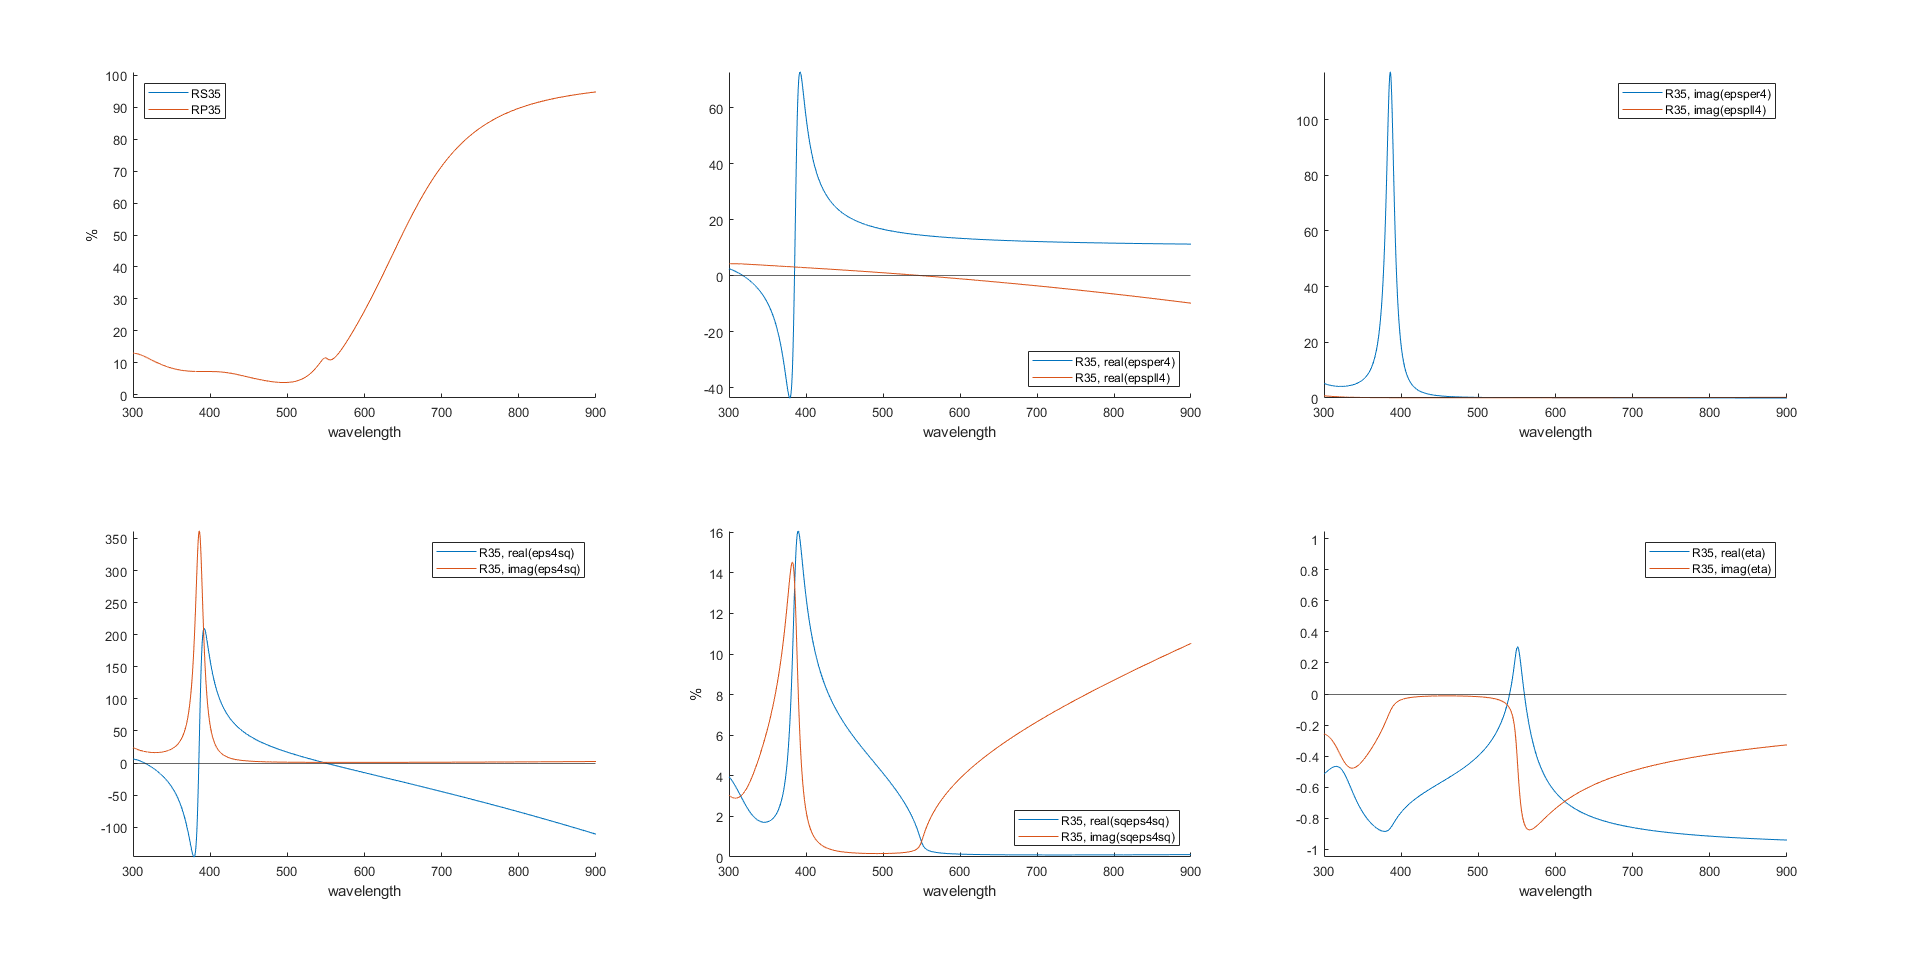 100
90
80
70
60
50
40
30
20
10
0
%
RS35
RP35
300 400 500 600 700 800 900
wavelength
60
40
20
0
-20
-40
R35, real(epsper4)
R35, real(epspll4)
300 400 500 600 700 800 900
wavelength
100
80
60
40
20
0
R35, imag(epsper4)
R35, imag(epspll4)
300 400 500 600 700 800 900
wavelength
350
300
250
200
150
100
50
0
-50
-100
R35, real(eps4sq)
R35, imag(eps4sq)
300 400 500 600 700 800 900
wavelength
16
14
12
10
8
6
4
2
0
%
R35, real(sqeps4sq)
R35, imag(sqeps4sq)
300 400 500 600 700 800 900
wavelength
1
0.8
0.6
0.4
0.2
0
-0.2
-0.4
-0.6
-0.8
-1
R35, real(eta)
R35, imag(eta)
300 400 500 600 700 800 900
wavelength